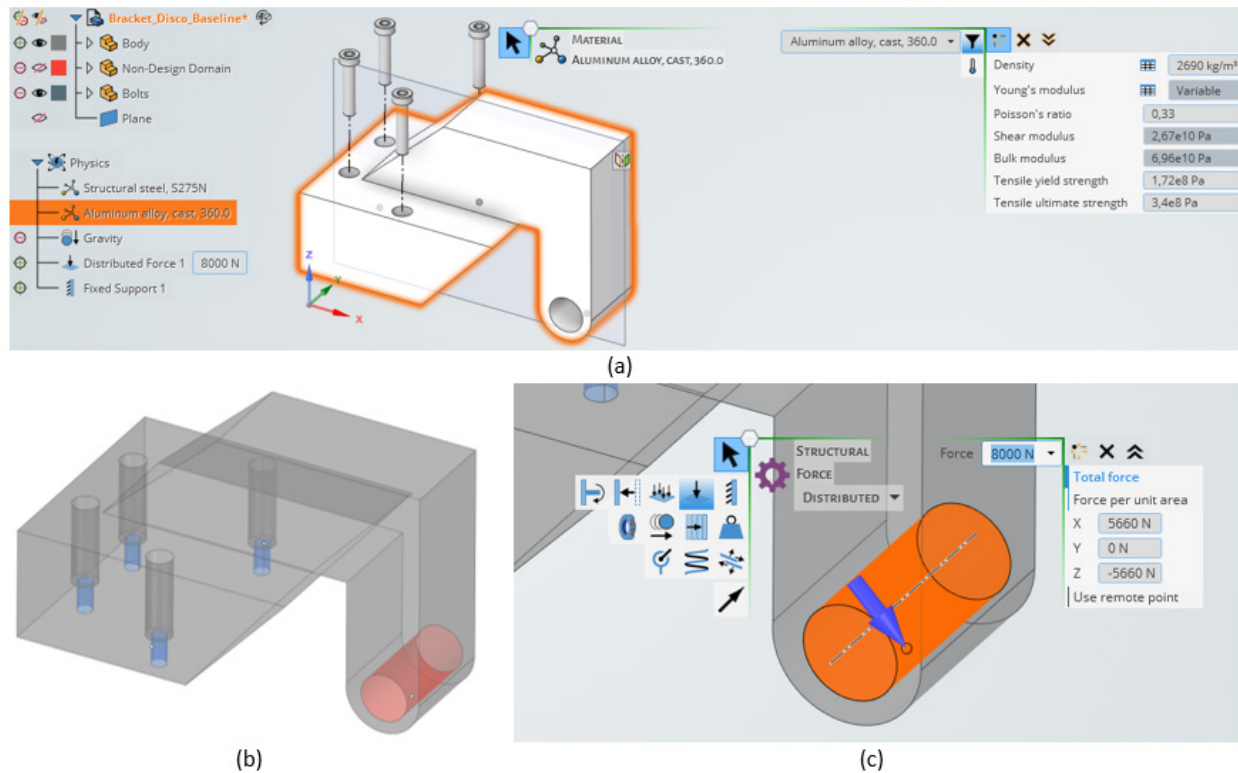 Bracket_Disco_Baseline*
Body
Non-Design Domain
Bolts
Plane
Physics
Structural steel, S275N
Aluminum alloy, cast, 360.0
Gravity
Distributed Force 1 8000 N
Fixed Support 1
Z
Y
X
MATERIAL
ALUMINUM ALLOY, CAST, 360.0
Aluminum alloy, cast, 360.0
Density 2690 kg/m³
Young's modulus Variable
Poisson's ratio 0,33
Shear modulus 2,67e10 Pa
Bulk modulus 6,96e10 Pa
Tensile yield strength 1,72e8 Pa
Tensile ultimate strength 3,4e8 Pa
(a)
(b)
STRUCTURAL
FORCE
DISTRIBUTED
Force 8000 N
Total force
Force per unit area
X 5660 N
Y 0 N
Z -5660 N
Use remote point
(c)